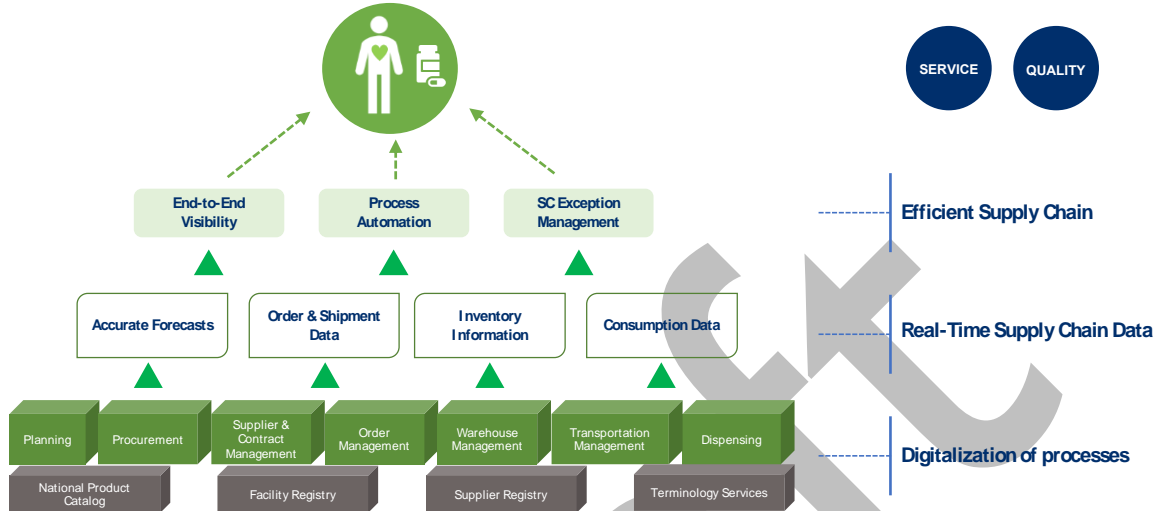 SERVICE
QUALITY
End-to-End
Visibility
Process
Automation
SC Exception
Management
Efficient Supply Chain
Accurate Forecasts
Order & Shipment
Data
Inventory
Information
Consumption Data
Real-Time Supply Chain Data
Planning
Procurement
Supplier &
Contract
Management
Order
Management
Warehouse
Management
Transportation
Management
Dispensing
Digitalization of processes
National Product
Catalog
Facility Registry
Supplier Registry
Terminology Services